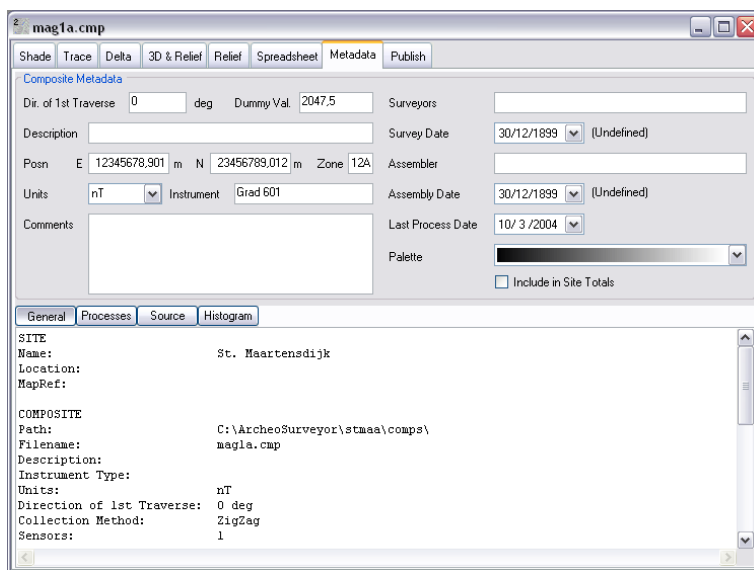 mag1a.cmp
Shade Trace Delta 3D & Relief Relief Spreadsheet Metadata Publish
Composite Metadata
Dir. of 1st Traverse 0 deg Dummy Val. 2047,5 Surveyors
Description Survey Date 30/12/1899 (Undefined)
Posn E 12345678,901 m N 23456789,012 m Zone 12A Assembler
Units nT Instrument Grad 601 Assembly Date 30/12/1899 (Undefined)
Comments Last Process Date 10/ 3 /2004
Palette
Include in Site Totals
General Processes Source Histogram
SITE
Name: St. Maartensdijk
Location:
MapRef:
COMPOSITE
Path: C:\ArcheoSurveyor\stmaa\comps\
Filename: mag1a.cmp
Description:
Instrument Type:
Units: nT
Direction of 1st Traverse: 0 deg
Collection Method: ZigZag
Sensors: 1